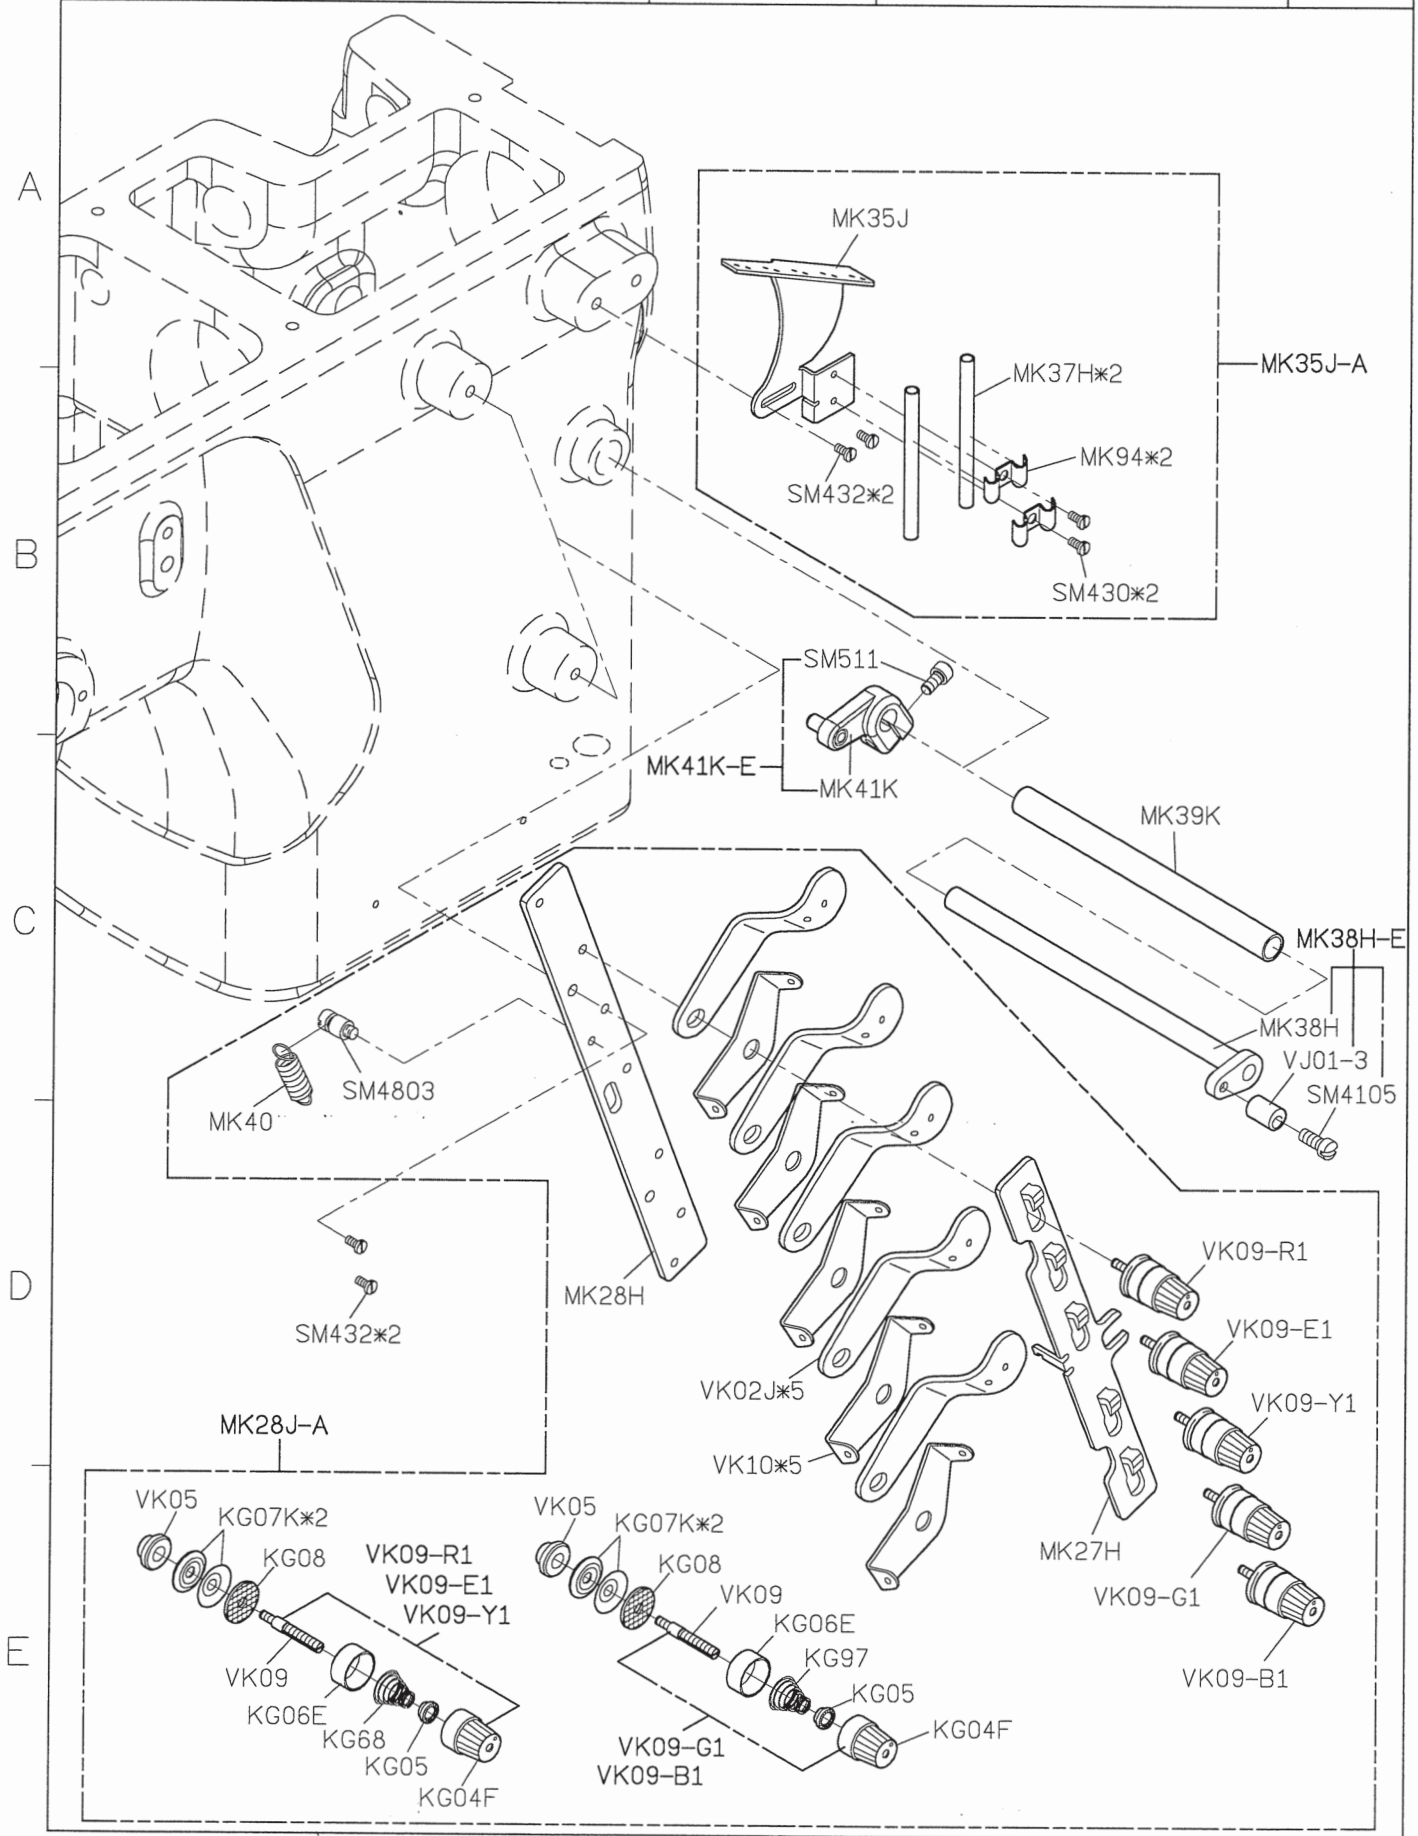 A
MK35J
MK35J-A
MK37H*2
MK94*2
SM432*2
B
SM430*2
SM511
MK41K-E
MK41K
MK39K
C
MK38H-E
MK38H
VJ01-3
SM4105
SM4803
MK40
VK09-R1
D
MK28H
SM432*2
VK09-E1
VK02J*5
VK09-Y1
MK28J-A
VK10*5
VK05
KG07K*2
KG08
VK09-R1
VK09-E1
VK09-Y1
VK05
KG07K*2
KG08
MK27H
VK09-G1
VK09
KG06E
E
VK09
KG97
VK09-B1
KG06E
KG05
KG68
KG04F
KG05
VK09-G1
VK09-B1
KG04F